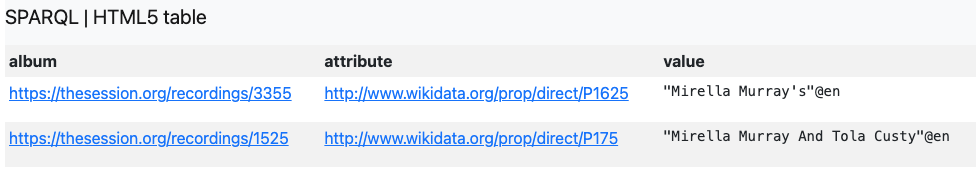 SPARQL | HTML5 table
album attribute value
https://thesession.org/recordings/3355 http://www.wikidata.org/prop/direct/P1625 "Mirella Murray's"@en
https://thesession.org/recordings/1525 http://www.wikidata.org/prop/direct/P175 "Mirella Murray And Tola Custy"@en